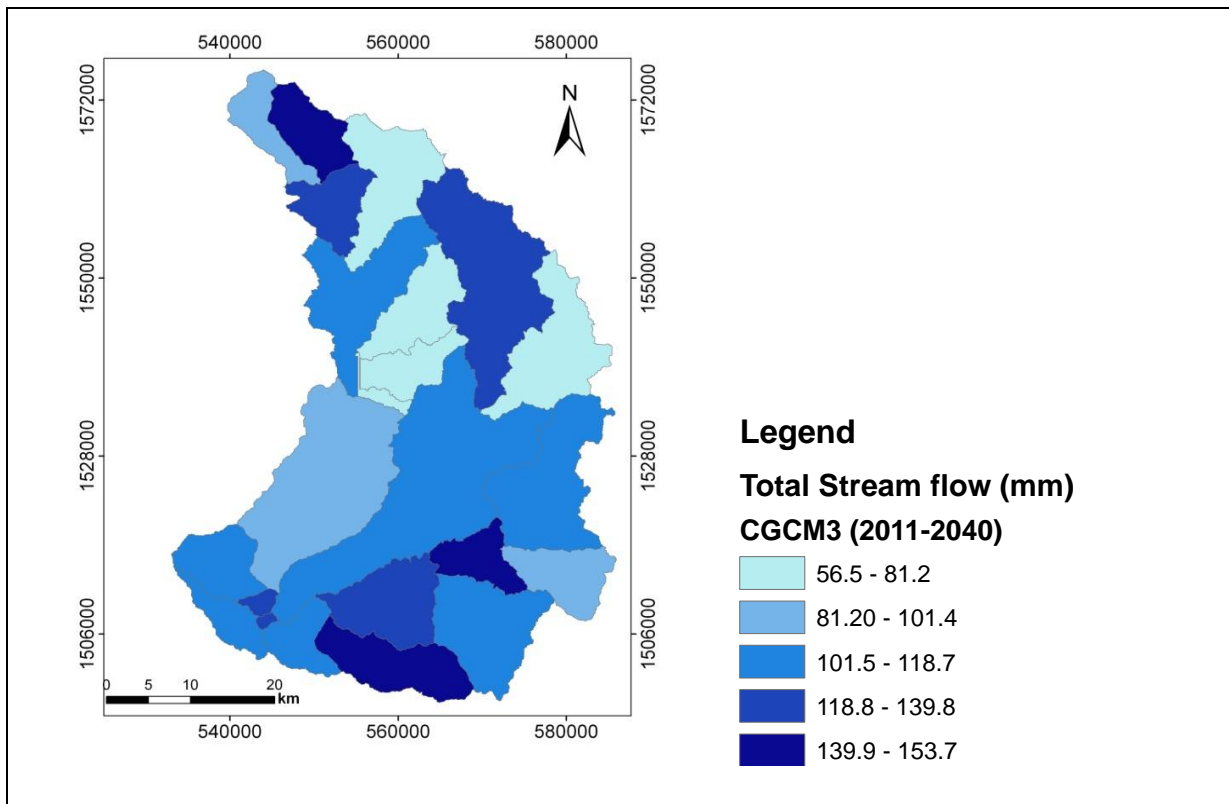 540000 560000 580000
1572000 1572000
N
1550000 1550000
1528000 1528000
1506000 1506000
0 5 10 20
km
540000 560000 580000
Legend
Total Stream flow (mm)
CGCM3 (2011-2040)
56.5 - 81.2
81.20 - 101.4
101.5 - 118.7
118.8 - 139.8
139.9 - 153.7